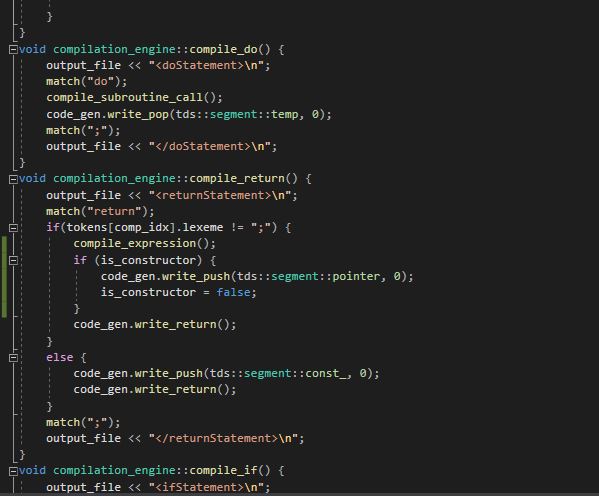 }
}
void compilation_engine::compile_do() {
    output_file << "<doStatement>\n";
    match("do");
    compile_subroutine_call();
    code_gen.write_pop(tds::segment::temp, 0);
    match(";");
    output_file << "</doStatement>\n";
}
void compilation_engine::compile_return() {
    output_file << "<returnStatement>\n";
    match("return");
    if(tokens[comp_idx].lexeme != ";") {
        compile_expression();
        if (is_constructor) {
            code_gen.write_push(tds::segment::pointer, 0);
            is_constructor = false;
        }
        code_gen.write_return();
    }
    else {
        code_gen.write_push(tds::segment::const_, 0);
        code_gen.write_return();
    }
    match(";");
    output_file << "</returnStatement>\n";
}
void compilation_engine::compile_if() {
    output_file << "<ifStatement>\n";